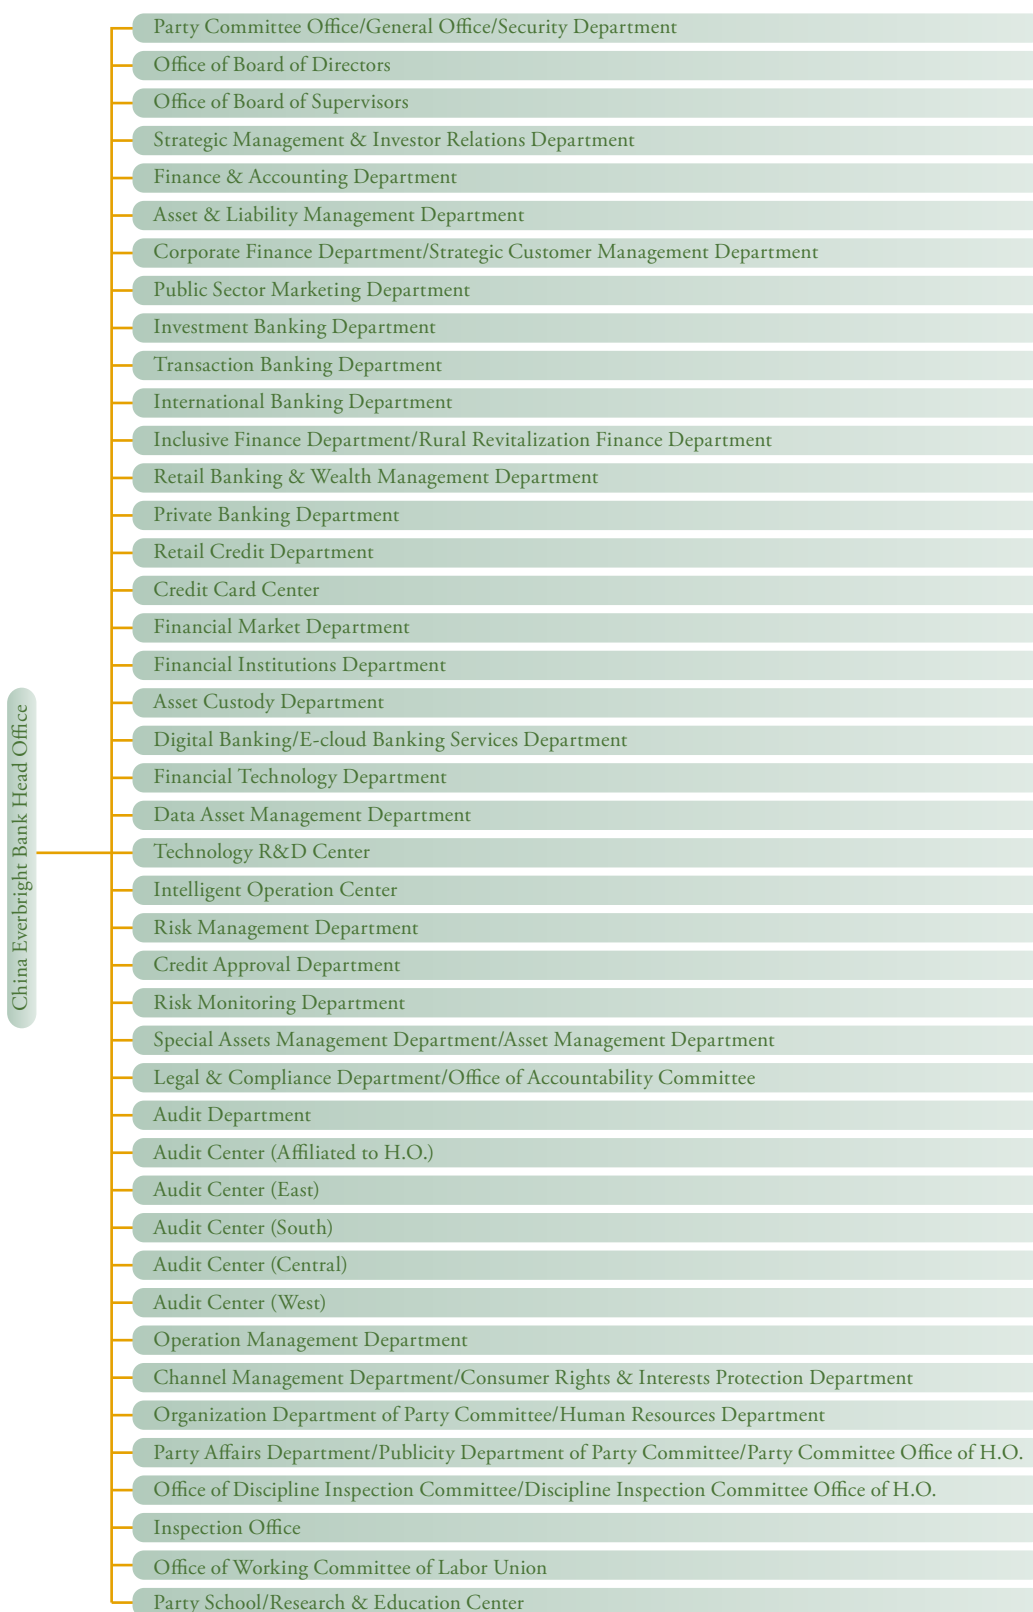 China Everbright Bank Head Office
Party Committee Office/General Office/Security Department
Office of Board of Directors
Office of Board of Supervisors
Strategic Management & Investor Relations Department
Finance & Accounting Department
Asset & Liability Management Department
Corporate Finance Department/Strategic Customer Management Department
Public Sector Marketing Department
Investment Banking Department
Transaction Banking Department
International Banking Department
Inclusive Finance Department/Rural Revitalization Finance Department
Retail Banking & Wealth Management Department
Private Banking Department
Retail Credit Department
Credit Card Center
Financial Market Department
Financial Institutions Department
Asset Custody Department
Digital Banking/E-cloud Banking Services Department
Financial Technology Department
Data Asset Management Department
Technology R&D Center
Intelligent Operation Center
Risk Management Department
Credit Approval Department
Risk Monitoring Department
Special Assets Management Department/Asset Management Department
Legal & Compliance Department/Office of Accountability Committee
Audit Department
Audit Center (Affiliated to H.O.)
Audit Center (East)
Audit Center (South)
Audit Center (Central)
Audit Center (West)
Operation Management Department
Channel Management Department/Consumer Rights & Interests Protection Department
Organization Department of Party Committee/Human Resources Department
Party Affairs Department/Publicity Department of Party Committee/Party Committee Office of H.O.
Office of Discipline Inspection Committee/Discipline Inspection Committee Office of H.O.
Inspection Office
Office of Working Committee of Labor Union
Party School/Research & Education Center